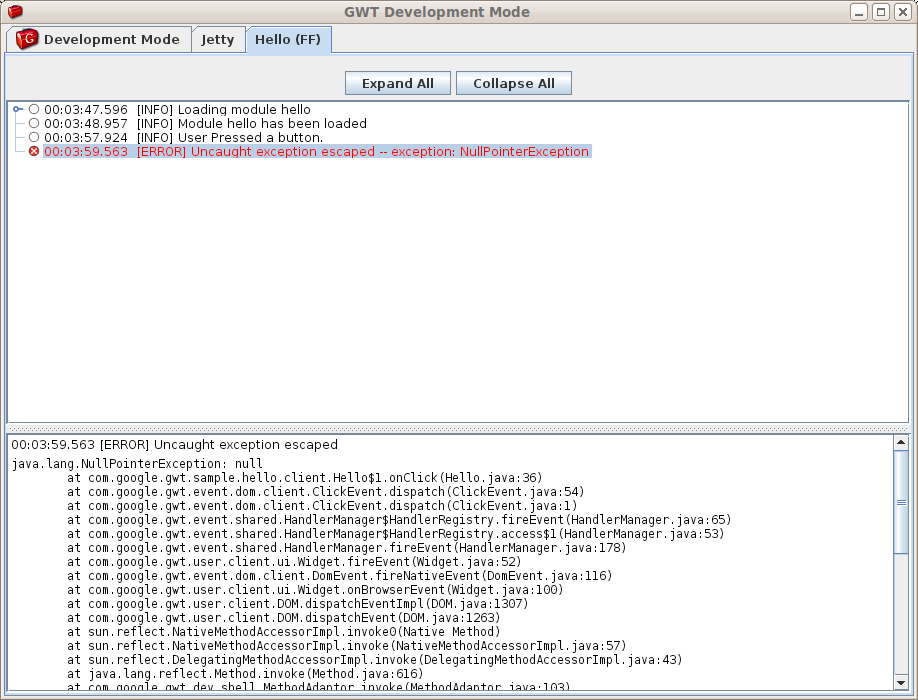 GWT Development Mode
Development Mode Jetty Hello (FF)
Expand All Collapse All
00:03:47.596 [INFO] Loading module hello
00:03:48.957 [INFO] Module hello has been loaded
00:03:57.924 [INFO] User Pressed a button.
00:03:59.563 [ERROR] Uncaught exception escaped -- exception: NullPointerException
00:03:59.563 [ERROR] Uncaught exception escaped
java.lang.NullPointerException: null
at com.google.gwt.sample.hello.client.Hello$1.onClick(Hello.java:36)
at com.google.gwt.event.dom.client.ClickEvent.dispatch(ClickEvent.java:54)
at com.google.gwt.event.dom.client.ClickEvent.dispatch(ClickEvent.java:1)
at com.google.gwt.event.shared.HandlerManager$HandlerRegistry.fireEvent(HandlerManager.java:65)
at com.google.gwt.event.shared.HandlerManager$HandlerRegistry.access$1(HandlerManager.java:53)
at com.google.gwt.event.shared.HandlerManager.fireEvent(HandlerManager.java:178)
at com.google.gwt.user.client.ui.Widget.fireEvent(Widget.java:52)
at com.google.gwt.event.dom.client.DomEvent.fireNativeEvent(DomEvent.java:116)
at com.google.gwt.user.client.ui.Widget.onBrowserEvent(Widget.java:100)
at com.google.gwt.user.client.DOM.dispatchEventImpl(DOM.java:1307)
at com.google.gwt.user.client.DOM.dispatchEvent(DOM.java:1263)
at sun.reflect.NativeMethodAccessorImpl.invoke0(Native Method)
at sun.reflect.NativeMethodAccessorImpl.invoke(NativeMethodAccessorImpl.java:57)
at sun.reflect.DelegatingMethodAccessorImpl.invoke(DelegatingMethodAccessorImpl.java:43)
at java.lang.reflect.Method.invoke(Method.java:616)
at com.google.gwt.dev.shell.MethodAdaptor.invoke(MethodAdaptor.java:103)